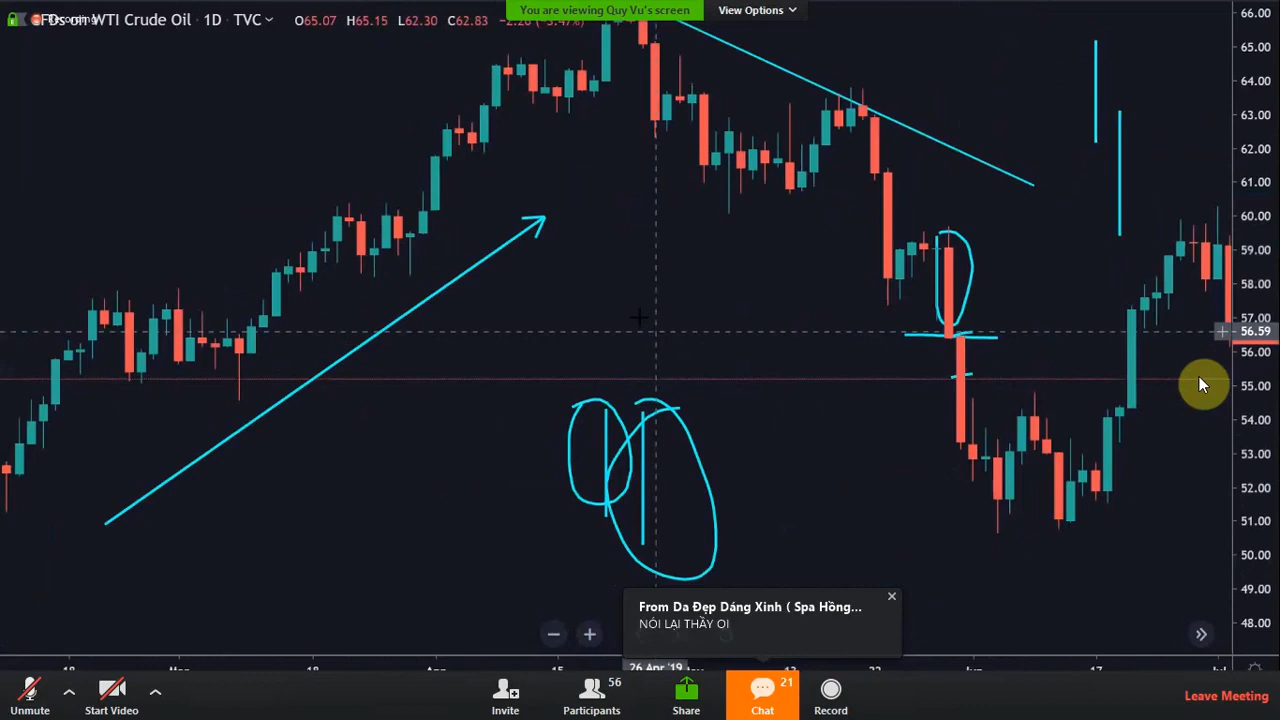 You are viewing Quy Vu's screen
View Options
CFDs on WTI Crude Oil · 1D · TVC
O65.07 H65.15 L62.30 C62.83
66.00
65.00
64.00
63.00
62.00
61.00
60.00
59.00
58.00
57.00
56.59
56.00
55.00
54.00
53.00
52.00
51.00
50.00
49.00
48.00
From Da Đẹp Dáng Xinh ( Spa Hồng...
NÓI LẠI THẦY OI
26 Apr '19
Unmute
Start Video
Invite
Participants
56
Share
Chat
21
Record
Leave Meeting